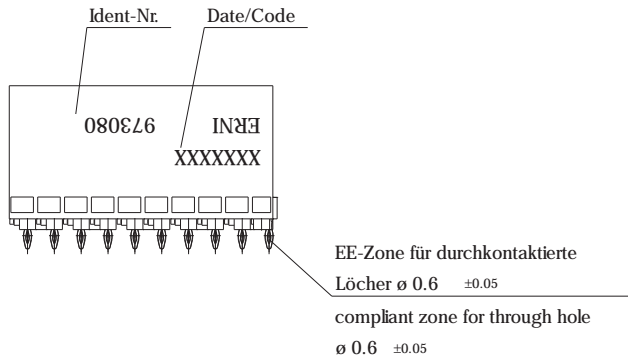 Ident-Nr. Date/Code
973080 ERNI
XXXXXXX
EE-Zone für durchkontaktierte
Löcher ø 0.6 ±0.05
compliant zone for through hole
ø 0.6 ±0.05